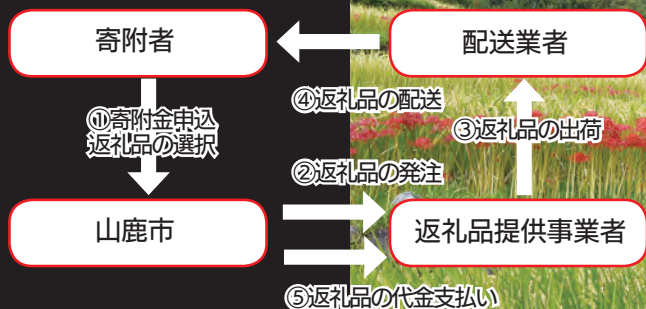 寄附者
配送業者
④返礼品の配送
①寄附金申込
返礼品の選択
③返礼品の出荷
②返礼品の発注
山鹿市
返礼品提供事業者
⑤返礼品の代金支払い